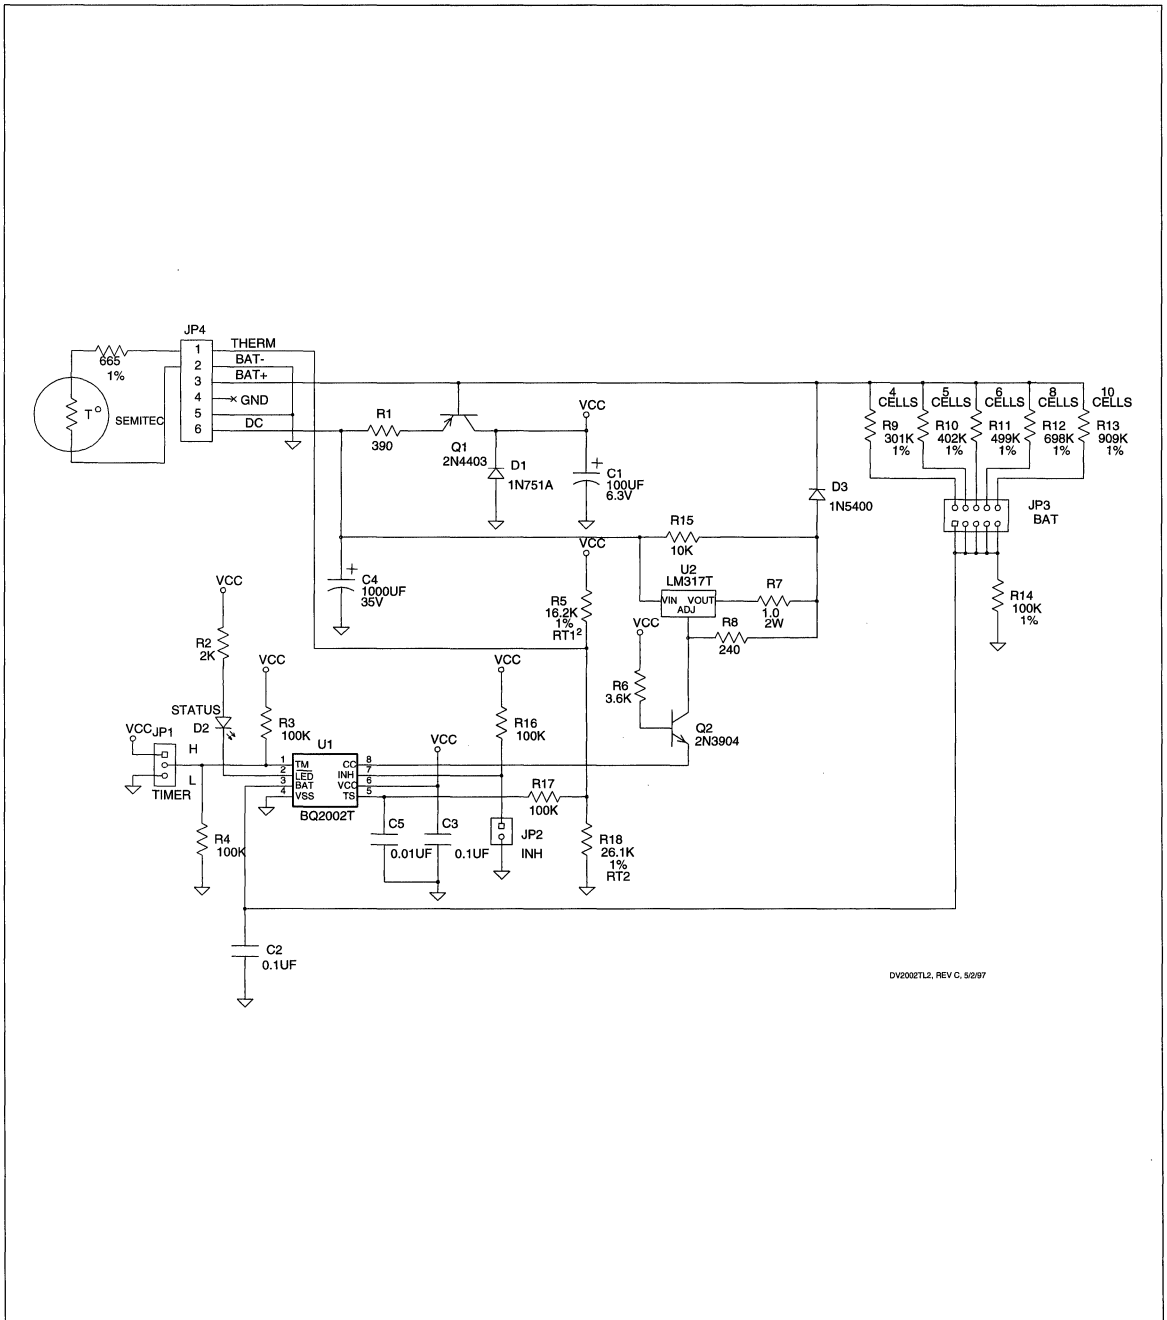 JP4
1 THERM
2 BAT-
3 BAT+
4 GND
5
6 DC
665
1%
T°
SEMITEC
R1
390
Q1
2N4403
D1
1N751A
VCC
+
C1
100UF
6.3V
4
CELLS
R9
301K
1%
5
CELLS
R10
402K
1%
6
CELLS
R11
499K
1%
8
CELLS
R12
698K
1%
10
CELLS
R13
909K
1%
JP3
BAT
D3
1N5400
R15
10K
U2
LM317T
VIN VOUT
ADJ
R7
1.0
2W
R8
240
R14
100K
1%
+
C4
1000UF
35V
VCC
R5
16.2K
1%
RT1²
VCC
R6
3.6K
Q2
2N3904
VCC
R2
2K
STATUS
D2
VCC
R3
100K
VCC
R16
100K
VCC
JP1
H
L
TIMER
R4
100K
U1
1 TM CC 8
2 LED INH 7
3 BAT VCC 6
4 VSS TS 5
BQ2002T
VCC
R17
100K
C5
0.01UF
C3
0.1UF
JP2
INH
R18
26.1K
1%
RT2
C2
0.1UF
DV2002TL2, REV C, 5/2/97